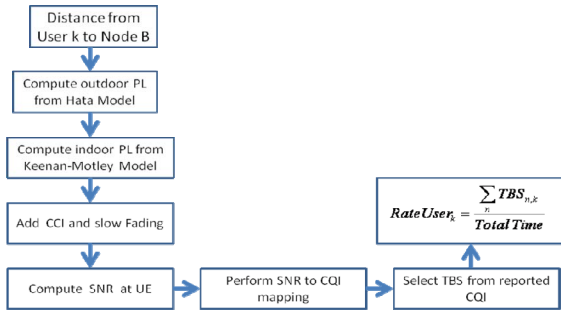 Distance from
User k to Node B
Compute outdoor PL
from Hata Model
Compute indoor PL from
Keenan-Motley Model
Add CCI and slow Fading
Compute SNR at UE
Perform SNR to CQI
mapping
Select TBS from reported
CQI
RateUser_k = ∑_n TBS_{n,k} / Total Time